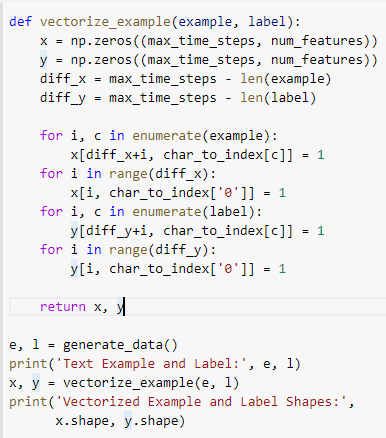 def vectorize_example(example, label):
    x = np.zeros((max_time_steps, num_features))
    y = np.zeros((max_time_steps, num_features))
    diff_x = max_time_steps - len(example)
    diff_y = max_time_steps - len(label)

    for i, c in enumerate(example):
        x[diff_x+i, char_to_index[c]] = 1
    for i in range(diff_x):
        x[i, char_to_index['0']] = 1
    for i, c in enumerate(label):
        y[diff_y+i, char_to_index[c]] = 1
    for i in range(diff_y):
        y[i, char_to_index['0']] = 1

    return x, y

e, l = generate_data()
print('Text Example and Label:', e, l)
x, y = vectorize_example(e, l)
print('Vectorized Example and Label Shapes:',
      x.shape, y.shape)